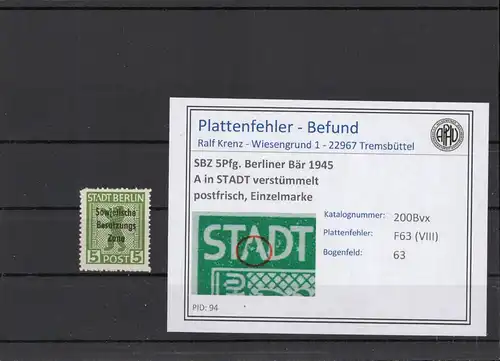 STADT BERLIN
Sowjetische
Besatzungs
Zone
5 POST 5
Plattenfehler - Befund
Ralf Krenz - Wiesengrund 1 - 22967 Tremsbüttel
SBZ 5Pfg. Berliner Bär 1945
A in STADT verstümmelt
postfrisch, Einzelmarke
Katalognummer: 200Bvx
Plattenfehler: F63 (VIII)
Bogenfeld: 63
STADT
PID: 94